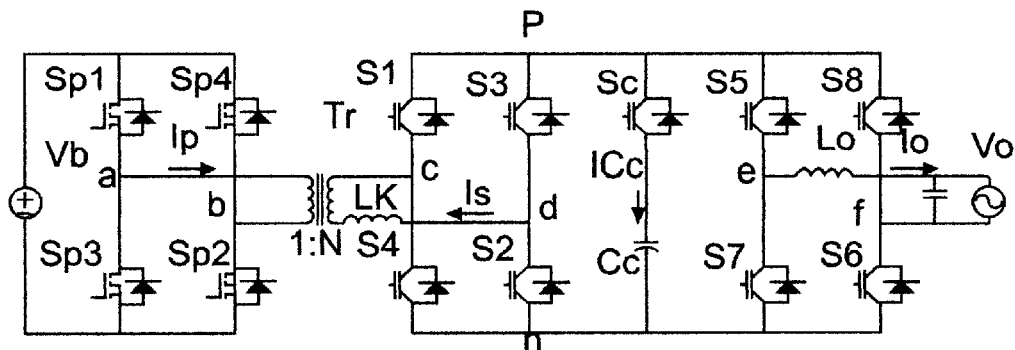 P
Sp1 Sp4 S1 S3 Sc S5 S8
Tr
Vb Ip Lo Io Vo
a b c d e f
LK Is ICc
1:N
Sp3 Sp2 S4 S2 Cc S7 S6
n